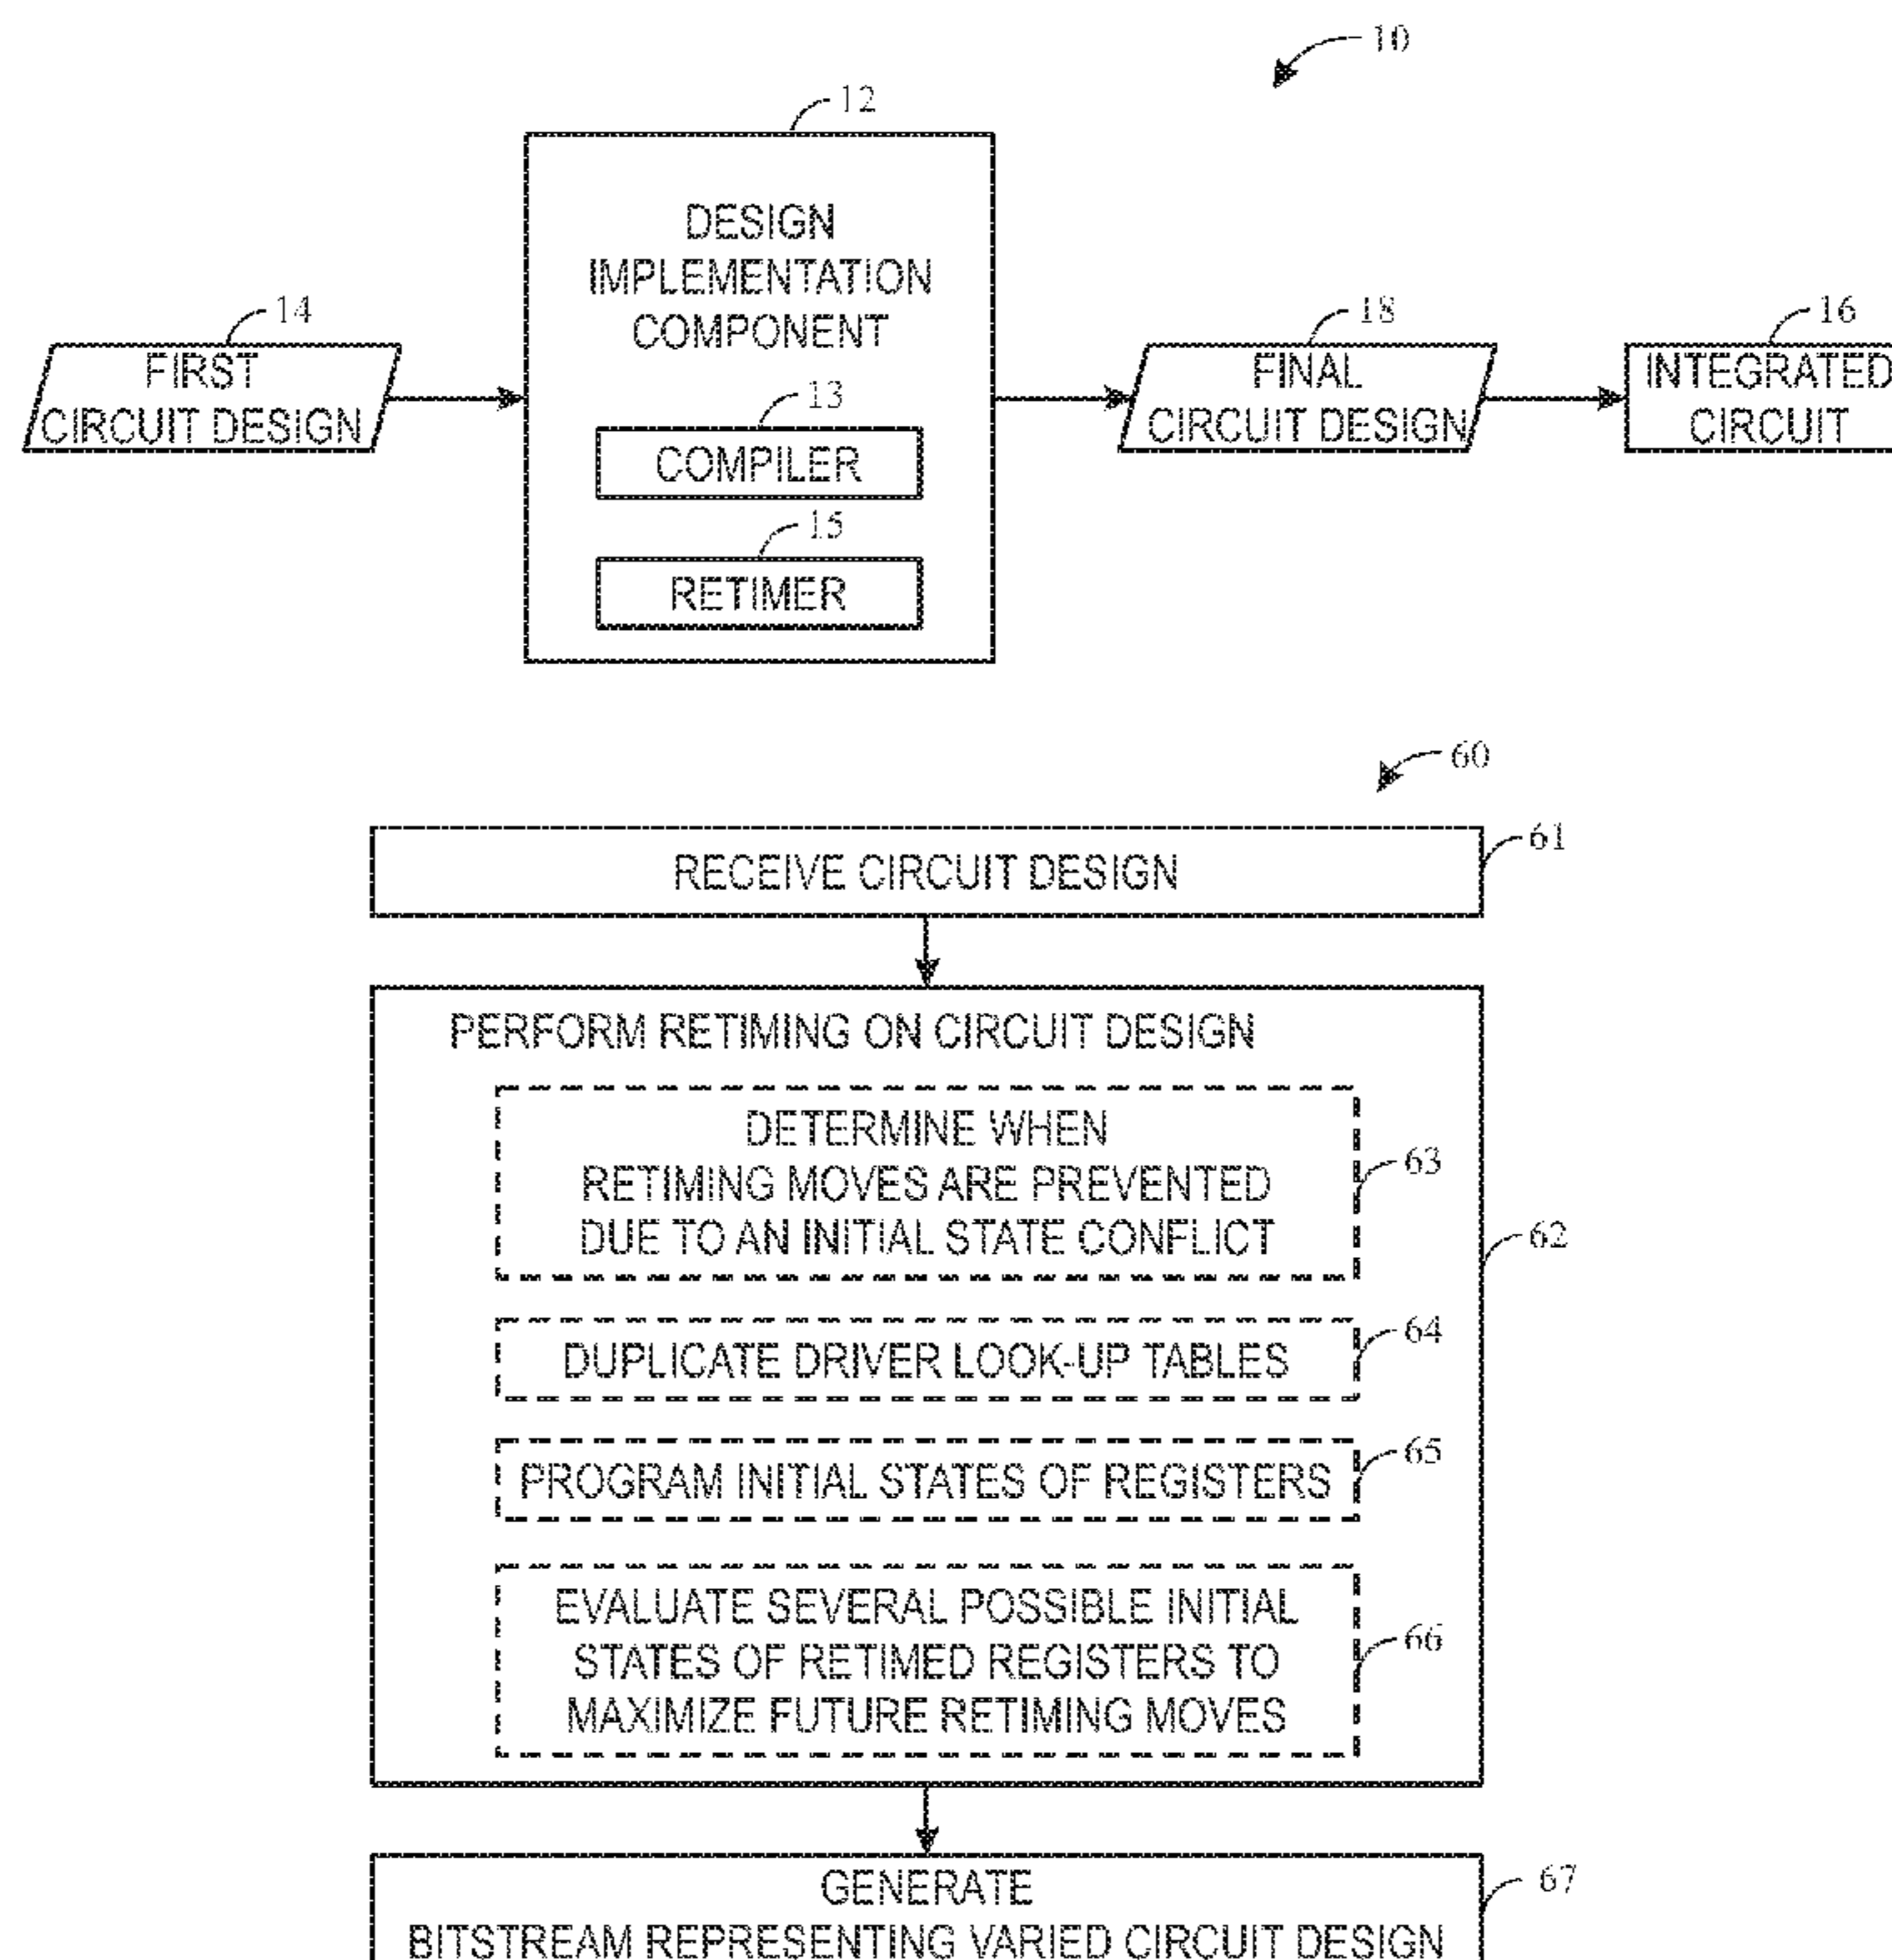 10
12
DESIGN
IMPLEMENTATION
COMPONENT
14
FIRST
CIRCUIT DESIGN
13
COMPILER
15
RETIMER
18
FINAL
CIRCUIT DESIGN
16
INTEGRATED
CIRCUIT
60
61
RECEIVE CIRCUIT DESIGN
62
PERFORM RETIMING ON CIRCUIT DESIGN
DETERMINE WHEN
RETIMING MOVES ARE PREVENTED
DUE TO AN INITIAL STATE CONFLICT
63
DUPLICATE DRIVER LOOK-UP TABLES
64
PROGRAM INITIAL STATES OF REGISTERS
65
EVALUATE SEVERAL POSSIBLE INITIAL
STATES OF RETIMED REGISTERS TO
MAXIMIZE FUTURE RETIMING MOVES
66
GENERATE
BITSTREAM REPRESENTING VARIED CIRCUIT DESIGN
67